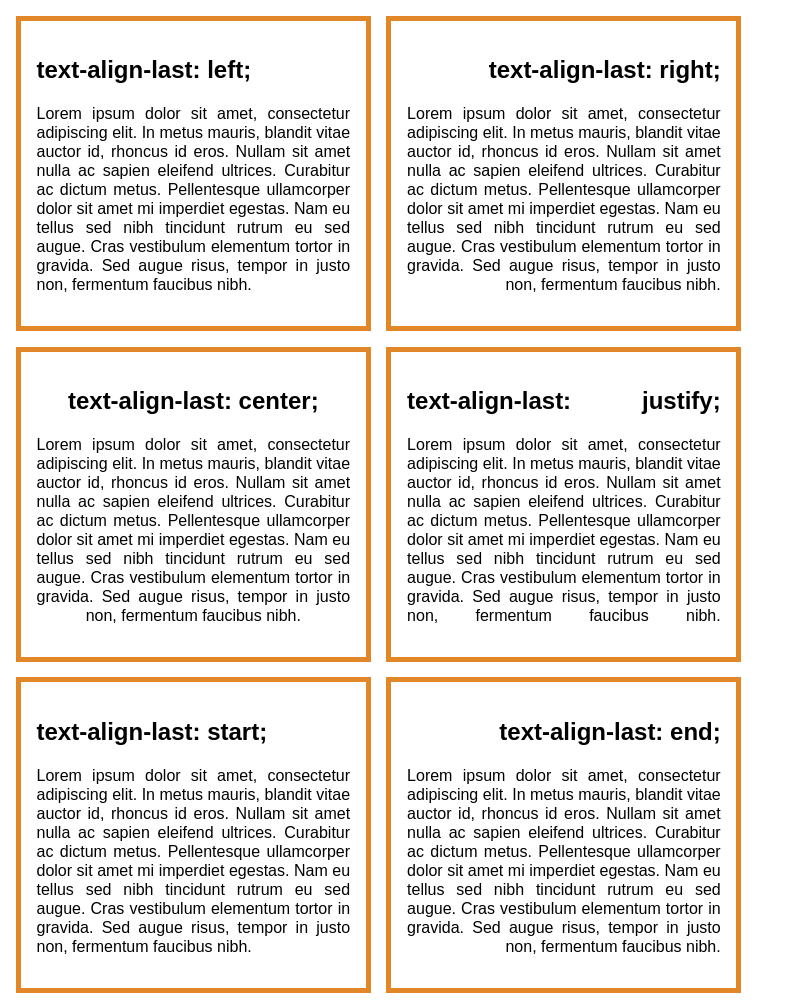 text-align-last: left;
Lorem ipsum dolor sit amet, consectetur
adipiscing elit. In metus mauris, blandit vitae
auctor id, rhoncus id eros. Nullam sit amet
nulla ac sapien eleifend ultrices. Curabitur
ac dictum metus. Pellentesque ullamcorper
dolor sit amet mi imperdiet egestas. Nam eu
tellus sed nibh tincidunt rutrum eu sed
augue. Cras vestibulum elementum tortor in
gravida. Sed augue risus, tempor in justo
non, fermentum faucibus nibh.
text-align-last: right;
Lorem ipsum dolor sit amet, consectetur
adipiscing elit. In metus mauris, blandit vitae
auctor id, rhoncus id eros. Nullam sit amet
nulla ac sapien eleifend ultrices. Curabitur
ac dictum metus. Pellentesque ullamcorper
dolor sit amet mi imperdiet egestas. Nam eu
tellus sed nibh tincidunt rutrum eu sed
augue. Cras vestibulum elementum tortor in
gravida. Sed augue risus, tempor in justo
non, fermentum faucibus nibh.
text-align-last: center;
Lorem ipsum dolor sit amet, consectetur
adipiscing elit. In metus mauris, blandit vitae
auctor id, rhoncus id eros. Nullam sit amet
nulla ac sapien eleifend ultrices. Curabitur
ac dictum metus. Pellentesque ullamcorper
dolor sit amet mi imperdiet egestas. Nam eu
tellus sed nibh tincidunt rutrum eu sed
augue. Cras vestibulum elementum tortor in
gravida. Sed augue risus, tempor in justo
non, fermentum faucibus nibh.
text-align-last: justify;
Lorem ipsum dolor sit amet, consectetur
adipiscing elit. In metus mauris, blandit vitae
auctor id, rhoncus id eros. Nullam sit amet
nulla ac sapien eleifend ultrices. Curabitur
ac dictum metus. Pellentesque ullamcorper
dolor sit amet mi imperdiet egestas. Nam eu
tellus sed nibh tincidunt rutrum eu sed
augue. Cras vestibulum elementum tortor in
gravida. Sed augue risus, tempor in justo
non, fermentum faucibus nibh.
text-align-last: start;
Lorem ipsum dolor sit amet, consectetur
adipiscing elit. In metus mauris, blandit vitae
auctor id, rhoncus id eros. Nullam sit amet
nulla ac sapien eleifend ultrices. Curabitur
ac dictum metus. Pellentesque ullamcorper
dolor sit amet mi imperdiet egestas. Nam eu
tellus sed nibh tincidunt rutrum eu sed
augue. Cras vestibulum elementum tortor in
gravida. Sed augue risus, tempor in justo
non, fermentum faucibus nibh.
text-align-last: end;
Lorem ipsum dolor sit amet, consectetur
adipiscing elit. In metus mauris, blandit vitae
auctor id, rhoncus id eros. Nullam sit amet
nulla ac sapien eleifend ultrices. Curabitur
ac dictum metus. Pellentesque ullamcorper
dolor sit amet mi imperdiet egestas. Nam eu
tellus sed nibh tincidunt rutrum eu sed
augue. Cras vestibulum elementum tortor in
gravida. Sed augue risus, tempor in justo
non, fermentum faucibus nibh.